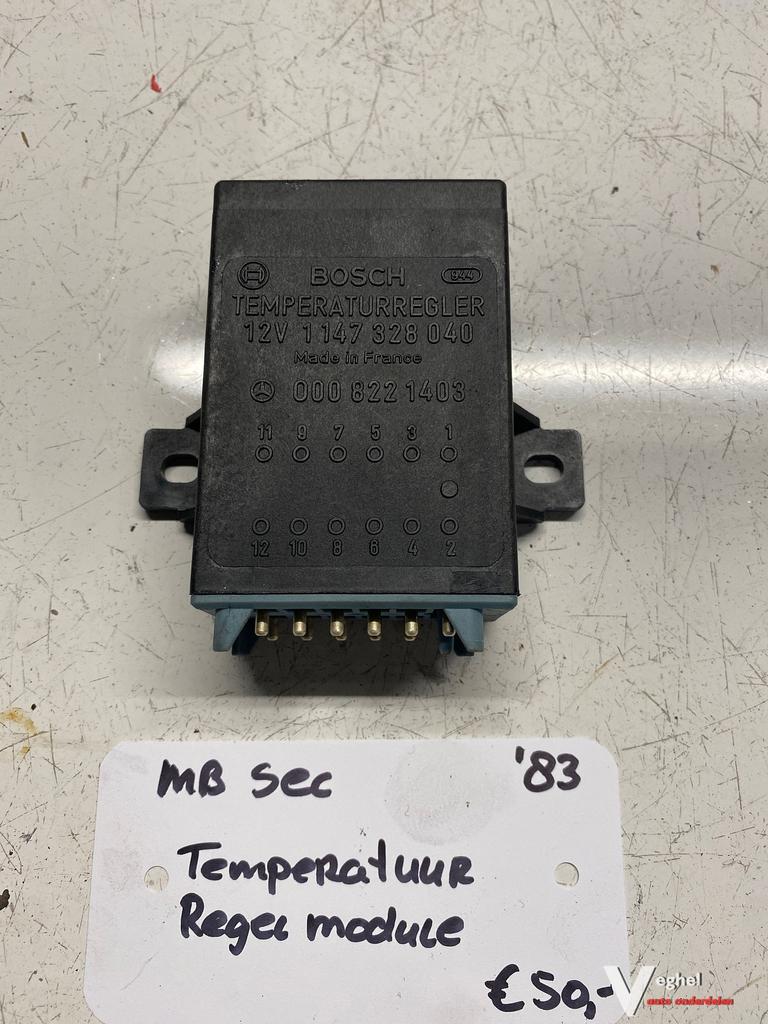 BOSCH 944
TEMPERATURREGLER
12V 1 147 328 040
Made in France
000 822 1403
11 9 7 5 3 1
12 10 8 6 4 2
MB Sec '83
Temperatuur
Regel module
€50,-
Veghel
auto onderdelen